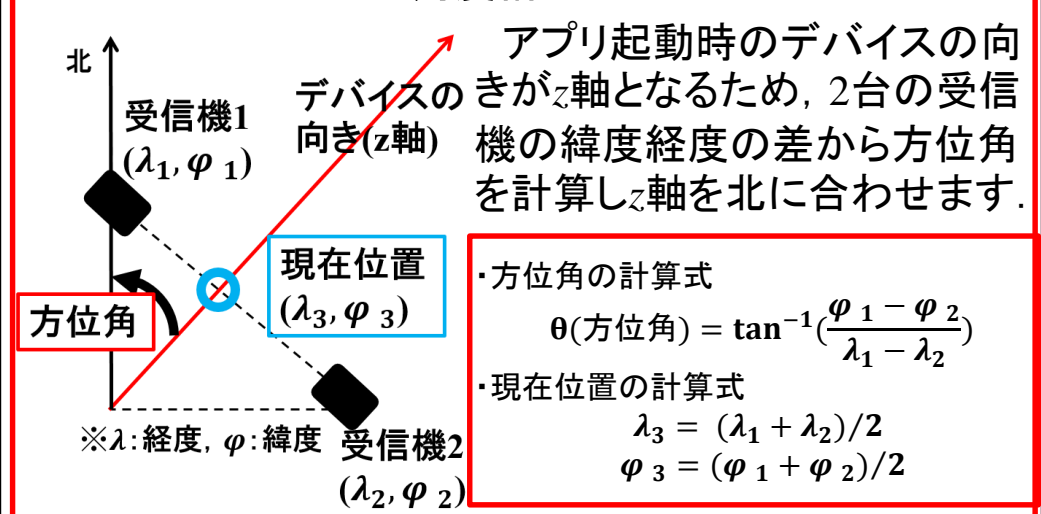 北
受信機1
(λ₁, φ ₁)
デバイスの
向き(z軸)
現在位置
(λ₃, φ ₃)
方位角
※λ:経度, φ:緯度
受信機2
(λ₂, φ ₂)
アプリ起動時のデバイスの向
きがz軸となるため, 2台の受信
機の緯度経度の差から方位角
を計算しz軸を北に合わせます.
・方位角の計算式
θ(方位角) = tan⁻¹(φ ₁ − φ ₂ / λ₁ − λ₂)
・現在位置の計算式
λ₃ = (λ₁ + λ₂)/2
φ ₃ = (φ ₁ + φ ₂)/2